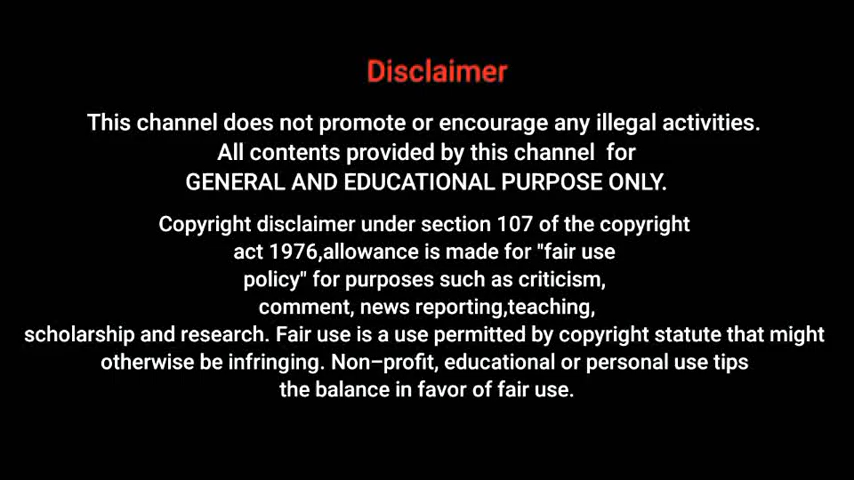 Disclaimer
This channel does not promote or encourage any illegal activities.
All contents provided by this channel  for
GENERAL AND EDUCATIONAL PURPOSE ONLY.
Copyright disclaimer under section 107 of the copyright
act 1976,allowance is made for "fair use
policy" for purposes such as criticism,
comment, news reporting,teaching,
scholarship and research. Fair use is a use permitted by copyright statute that might
otherwise be infringing. Non–profit, educational or personal use tips
the balance in favor of fair use.